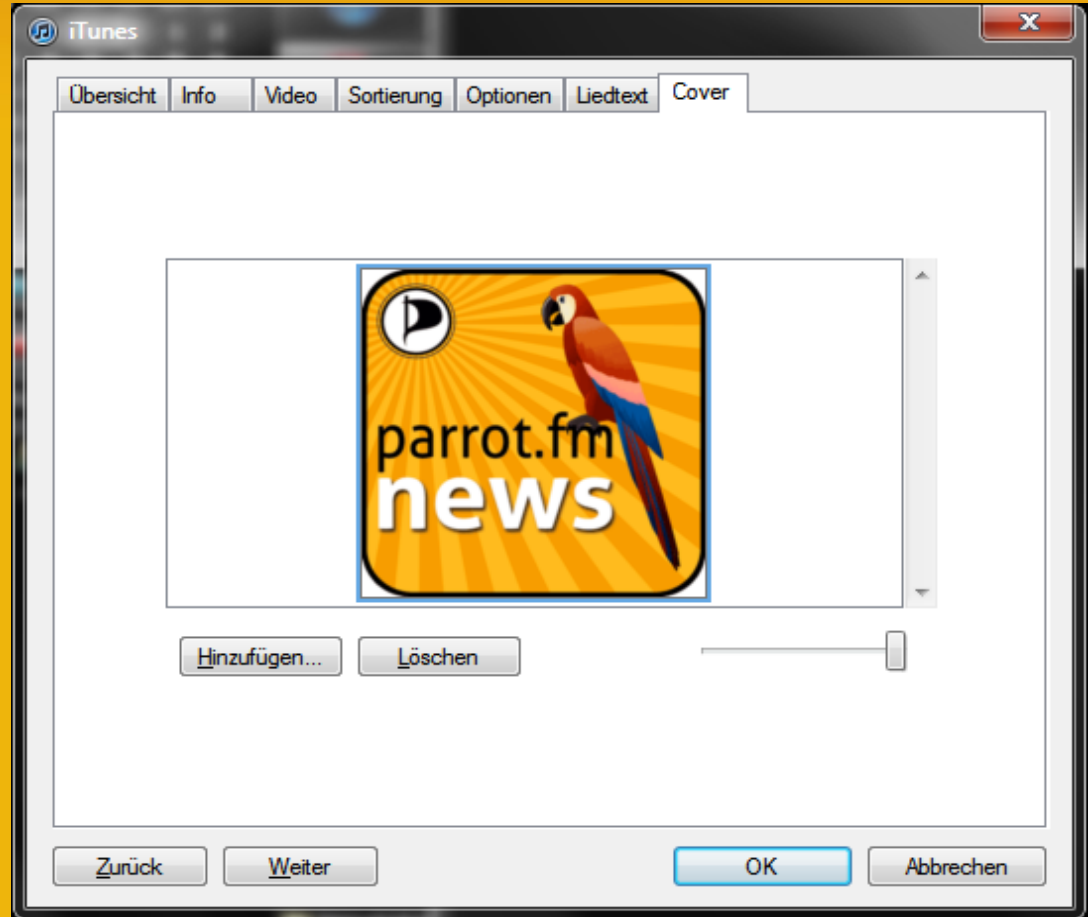 iTunes
Übersicht Info Video Sortierung Optionen Liedtext Cover
parrot.fm
news
Hinzufügen... Löschen
Zurück Weiter OK Abbrechen